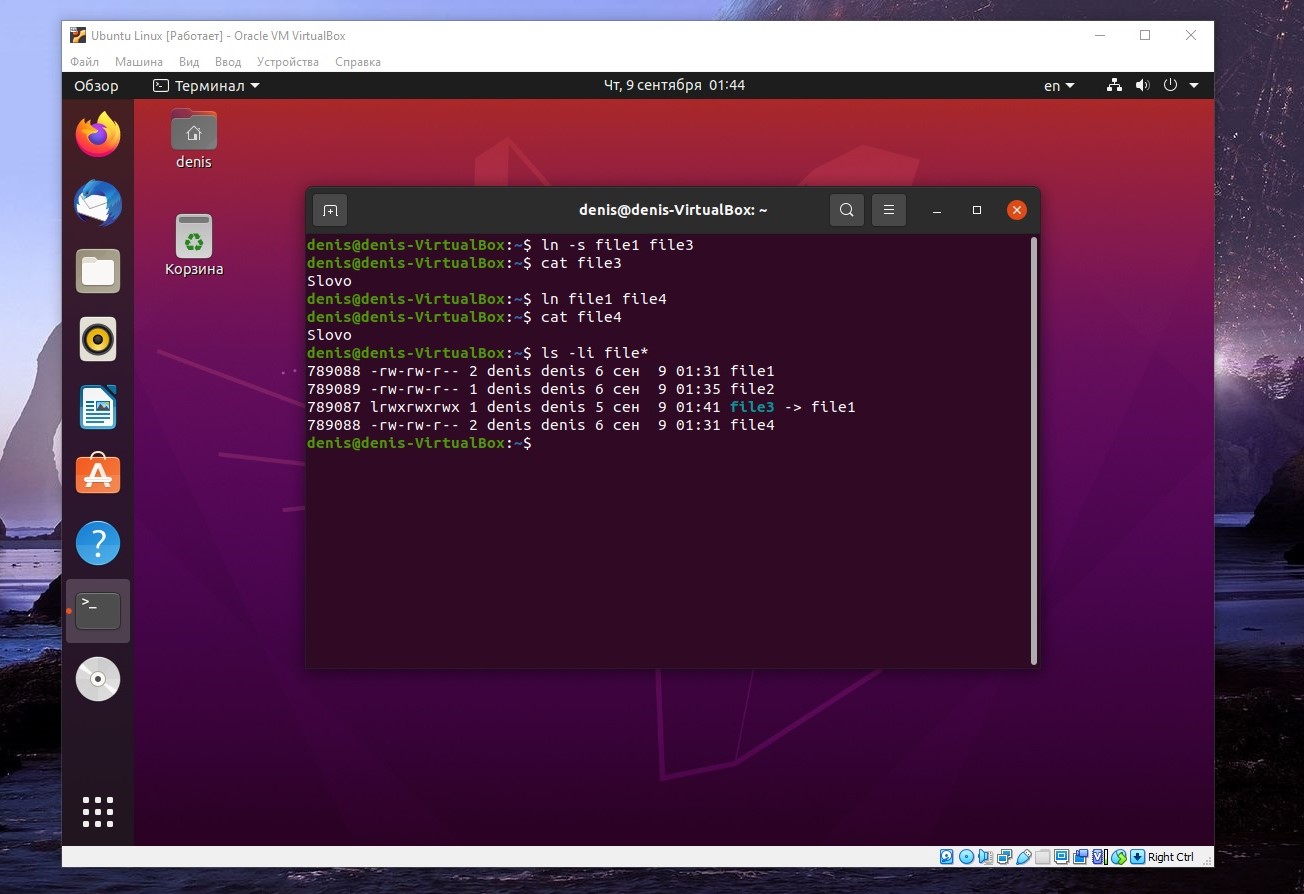 Ubuntu Linux [Работает] - Oracle VM VirtualBox
Файл Машина Вид Ввод Устройства Справка
Обзор Терминал Чт, 9 сентября 01:44 en
denis
Корзина
denis@denis-VirtualBox: ~
denis@denis-VirtualBox:~$ ln -s file1 file3
denis@denis-VirtualBox:~$ cat file3
Slovo
denis@denis-VirtualBox:~$ ln file1 file4
denis@denis-VirtualBox:~$ cat file4
Slovo
denis@denis-VirtualBox:~$ ls -li file*
789088 -rw-rw-r-- 2 denis denis 6 сен  9 01:31 file1
789089 -rw-rw-r-- 1 denis denis 6 сен  9 01:35 file2
789087 lrwxrwxrwx 1 denis denis 5 сен  9 01:41 file3 -> file1
789088 -rw-rw-r-- 2 denis denis 6 сен  9 01:31 file4
denis@denis-VirtualBox:~$
Right Ctrl